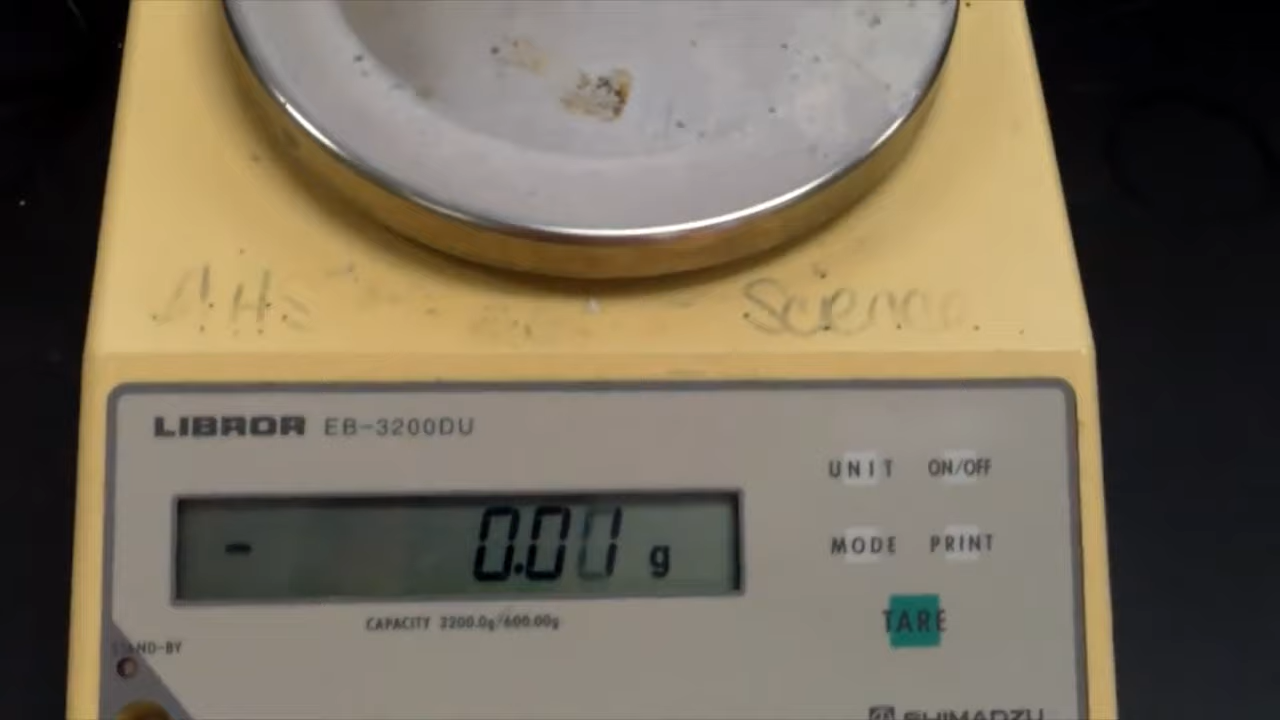 AHS Science
LIBROR EB-3200DU
UNIT ON/OFF
- 0.01 g
MODE PRINT
CAPACITY 3200.0g/600.00g
TARE
STAND-BY
SHIMADZU